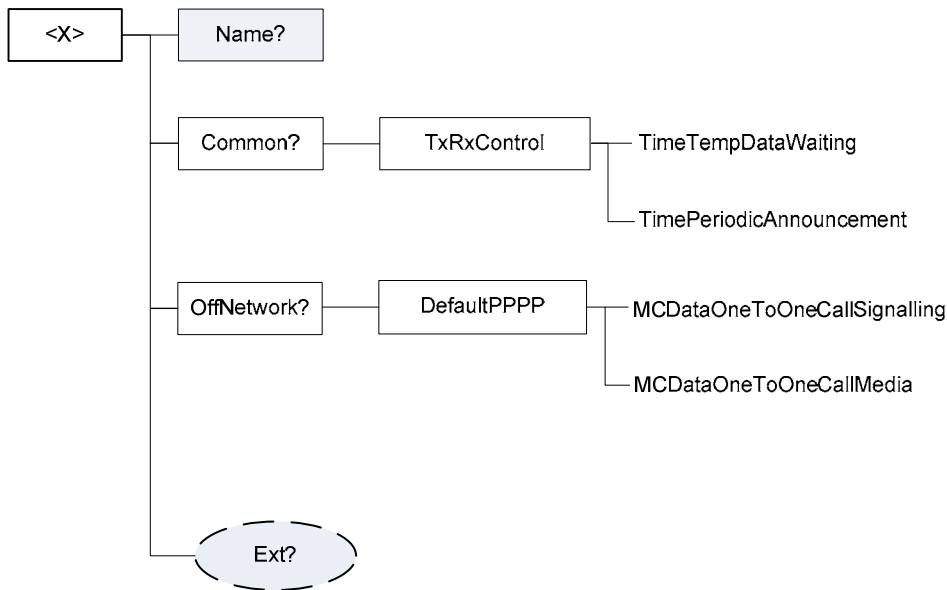 <X>
Name?
Common?
TxRxControl
TimeTempDataWaiting
TimePeriodicAnnouncement
OffNetwork?
DefaultPPPP
MCDataOneToOneCallSignalling
MCDataOneToOneCallMedia
Ext?